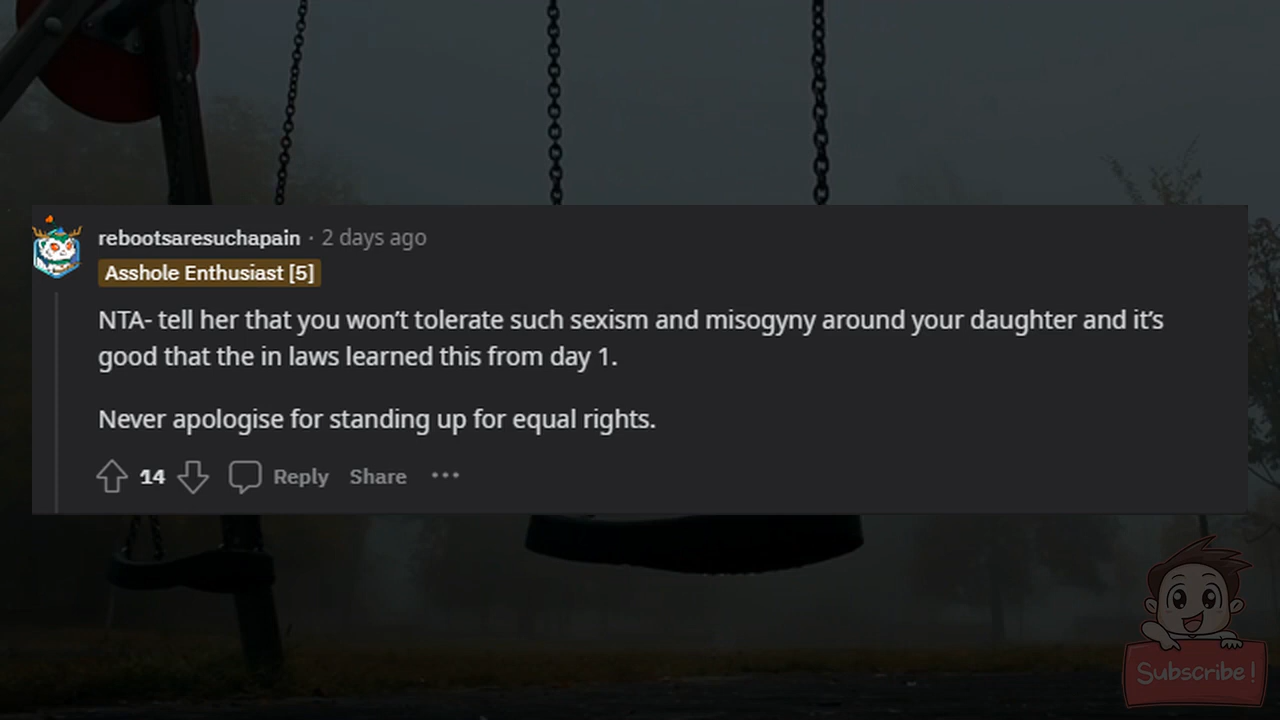 rebootsaresuchapain · 2 days ago
Asshole Enthusiast [5]
NTA- tell her that you won’t tolerate such sexism and misogyny around your daughter and it’s
good that the in laws learned this from day 1.
Never apologise for standing up for equal rights.
14 Reply Share •••
Subscribe!